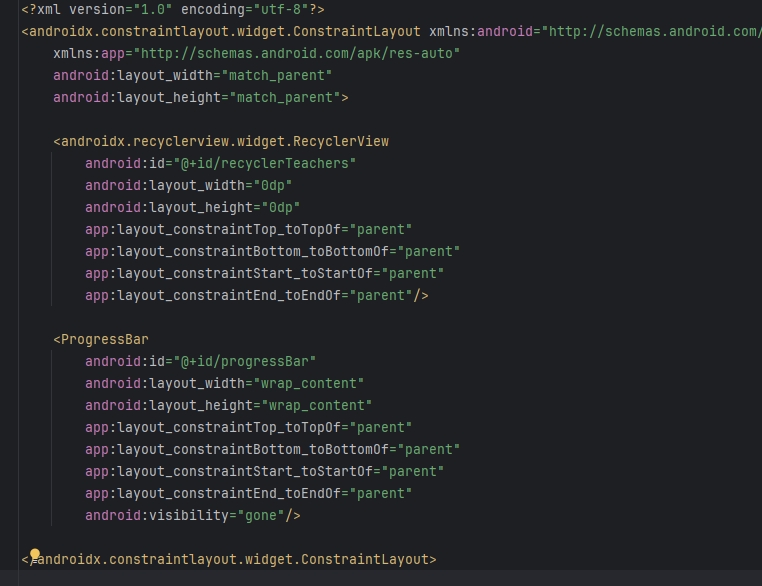 <?xml version="1.0" encoding="utf-8"?>
<androidx.constraintlayout.widget.ConstraintLayout xmlns:android="http://schemas.android.com/
    xmlns:app="http://schemas.android.com/apk/res-auto"
    android:layout_width="match_parent"
    android:layout_height="match_parent">

    <androidx.recyclerview.widget.RecyclerView
        android:id="@+id/recyclerTeachers"
        android:layout_width="0dp"
        android:layout_height="0dp"
        app:layout_constraintTop_toTopOf="parent"
        app:layout_constraintBottom_toBottomOf="parent"
        app:layout_constraintStart_toStartOf="parent"
        app:layout_constraintEnd_toEndOf="parent"/>

    <ProgressBar
        android:id="@+id/progressBar"
        android:layout_width="wrap_content"
        android:layout_height="wrap_content"
        app:layout_constraintTop_toTopOf="parent"
        app:layout_constraintBottom_toBottomOf="parent"
        app:layout_constraintStart_toStartOf="parent"
        app:layout_constraintEnd_toEndOf="parent"
        android:visibility="gone"/>

</androidx.constraintlayout.widget.ConstraintLayout>